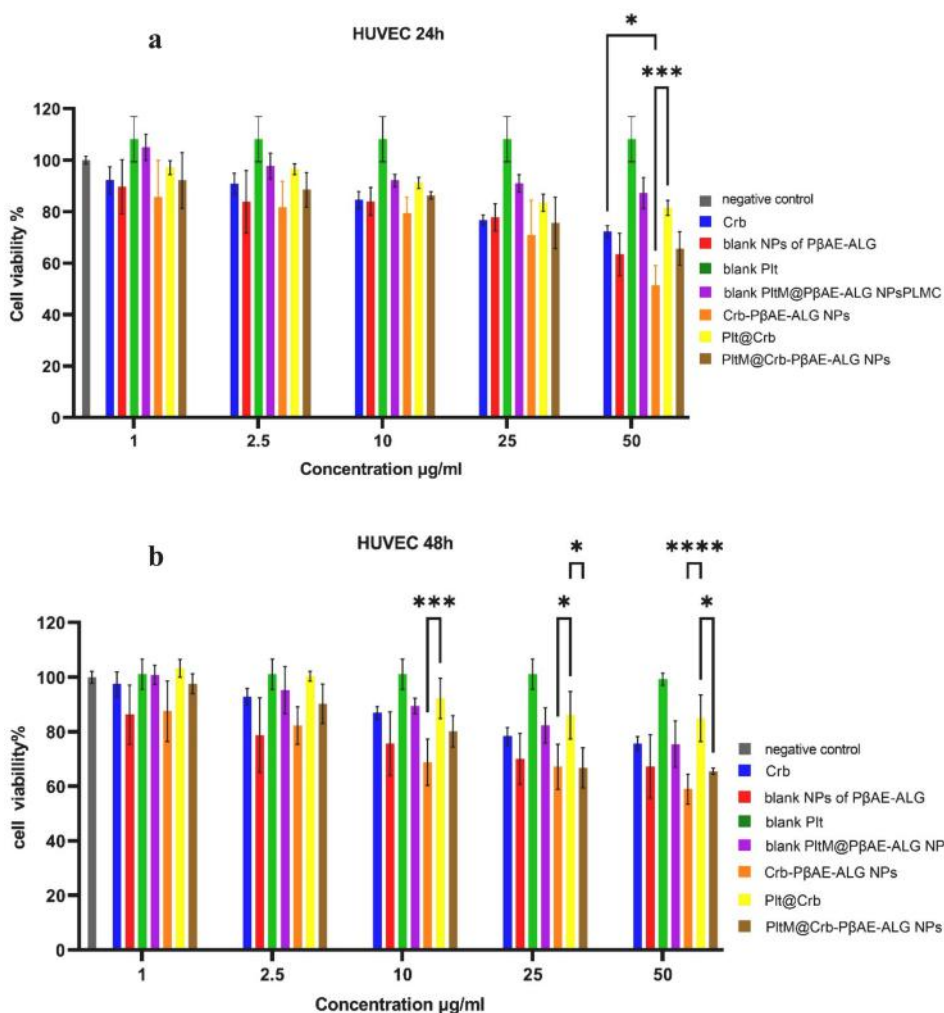 a
HUVEC 24h
*
***
Cell viability %
120
100
80
60
40
20
0
1 2.5 10 25 50
Concentration µg/ml
negative control
Crb
blank NPs of PβAE-ALG
blank Plt
blank PltM@PβAE-ALG NPsPLMC
Crb-PβAE-ALG NPs
Plt@Crb
PltM@Crb-PβAE-ALG NPs
b
HUVEC 48h
*
****
***
*
*
cell viabillity%
120
100
80
60
40
20
0
1 2.5 10 25 50
Concentration µg/ml
negative control
Crb
blank NPs of PβAE-ALG
blank Plt
blank PltM@PβAE-ALG NP
Crb-PβAE-ALG NPs
Plt@Crb
PltM@Crb-PβAE-ALG NPs